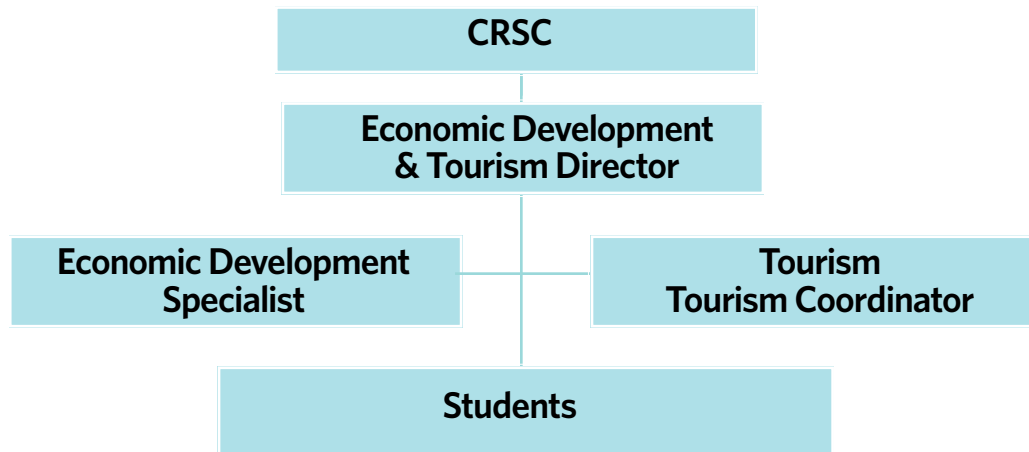 CRSC
Economic Development
& Tourism Director
Economic Development
Specialist
Tourism
Tourism Coordinator
Students